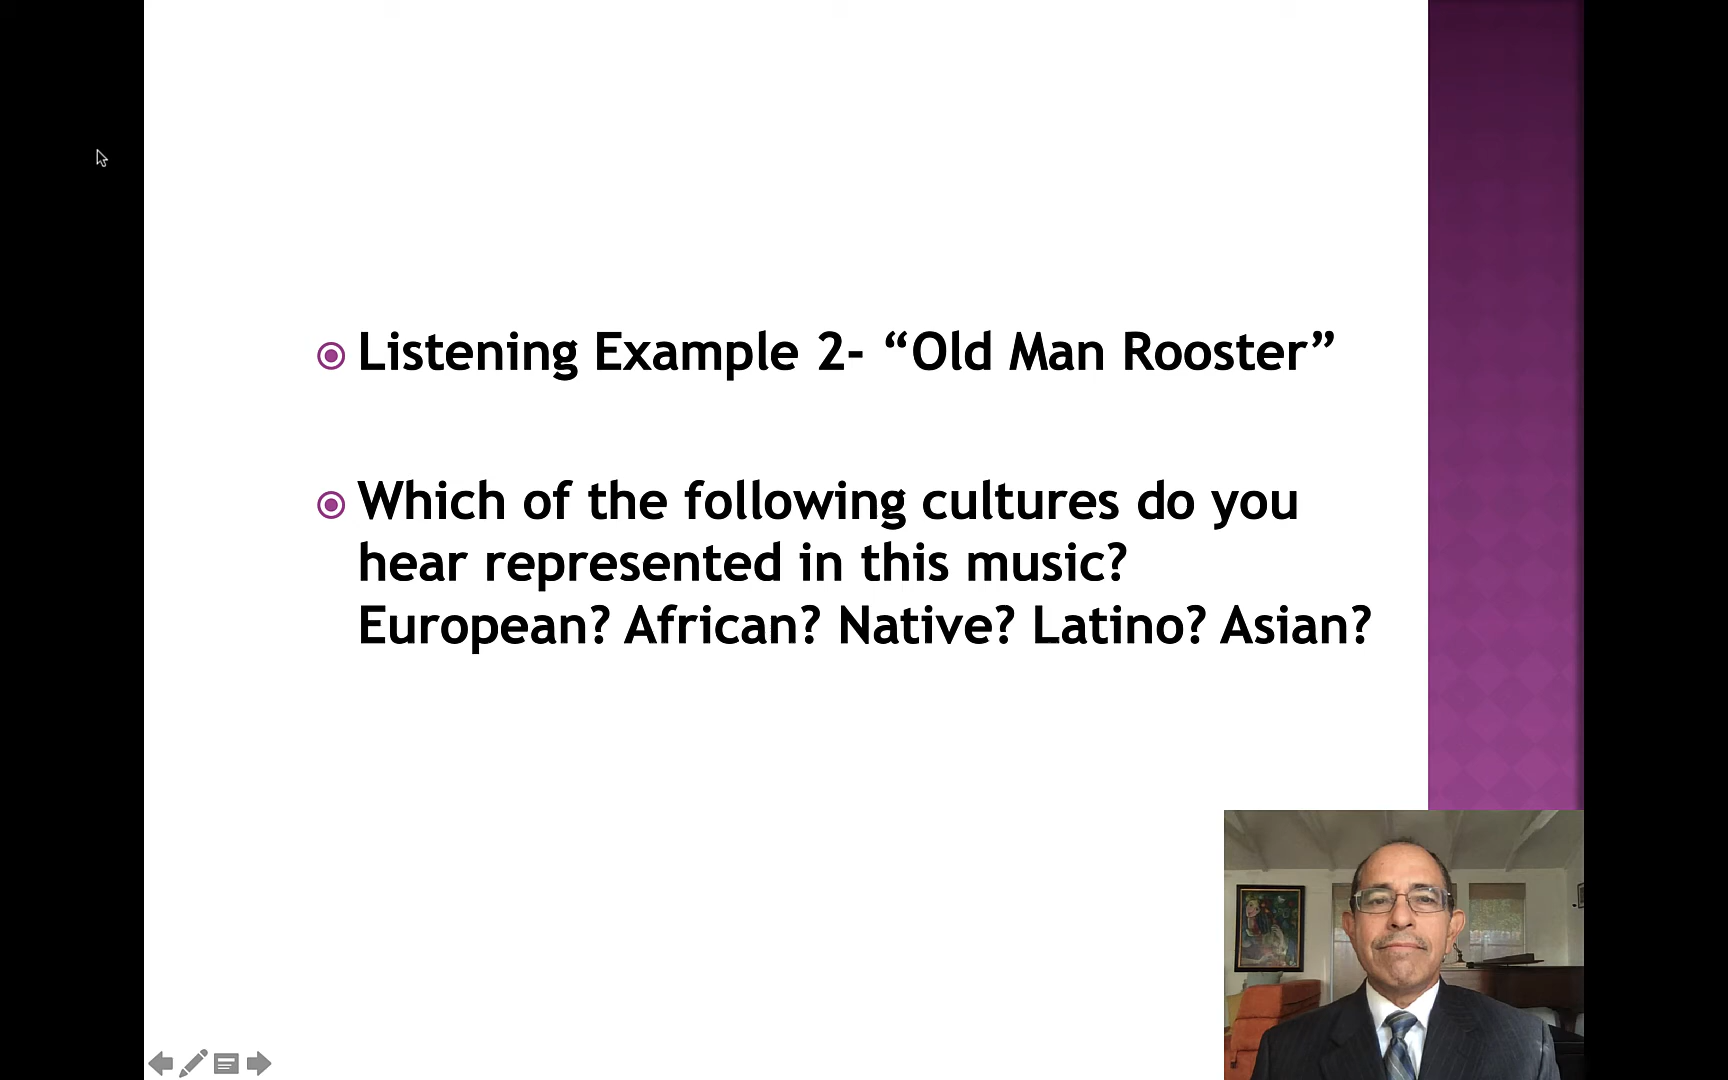 Listening Example 2- “Old Man Rooster”
Which of the following cultures do you
hear represented in this music?
European? African? Native? Latino? Asian?